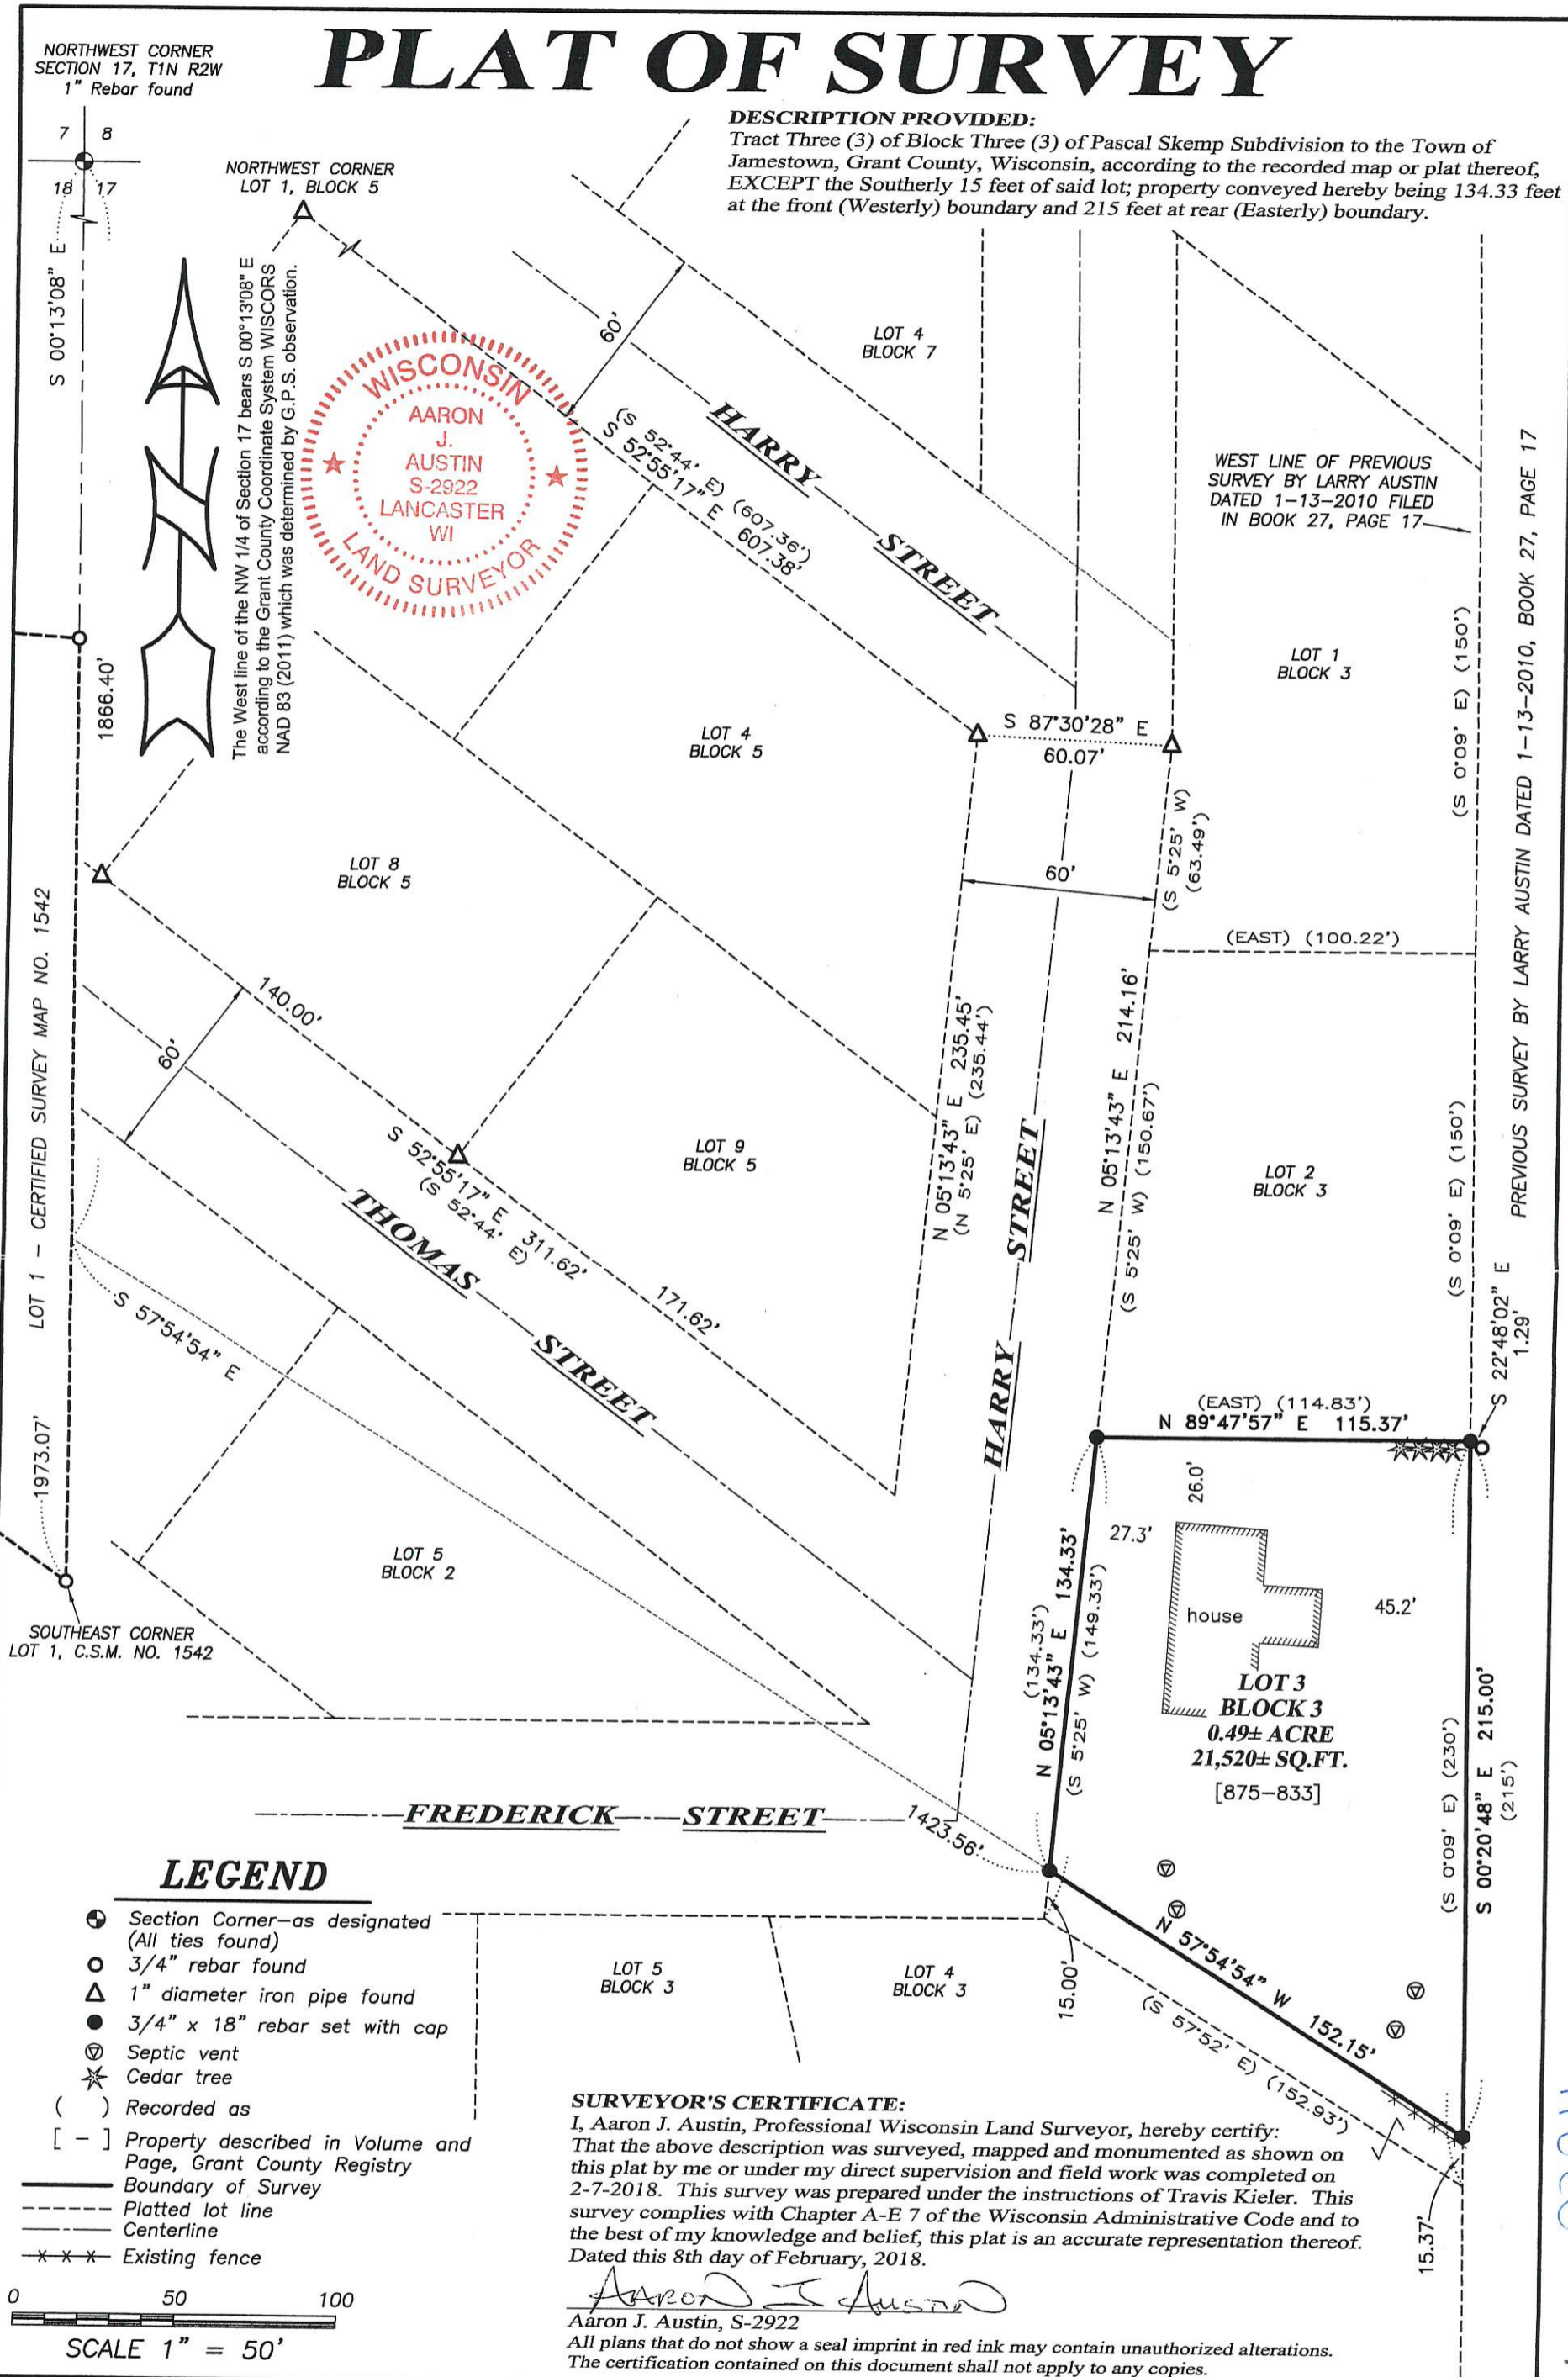 PLAT OF SURVEY
NORTHWEST CORNER
SECTION 17, T1N R2W
1" Rebar found
7 8
18 17
S 00°13'08" E
NORTHWEST CORNER
LOT 1, BLOCK 5
DESCRIPTION PROVIDED:
Tract Three (3) of Block Three (3) of Pascal Skemp Subdivision to the Town of
Jamestown, Grant County, Wisconsin, according to the recorded map or plat thereof,
EXCEPT the Southerly 15 feet of said lot; property conveyed hereby being 134.33 feet
at the front (Westerly) boundary and 215 feet at rear (Easterly) boundary.
The West line of the NW 1/4 of Section 17 bears S 00°13'08" E
according to the Grant County Coordinate System WISCORS
NAD 83 (2011) which was determined by G.P.S. observation.
WISCONSIN
AARON
J.
AUSTIN
S-2922
LANCASTER
WI
LAND SURVEYOR
60'
LOT 4
BLOCK 7
HARRY STREET
(S 52°44' E) (607.36')
S 52°55'17" E 607.38'
WEST LINE OF PREVIOUS
SURVEY BY LARRY AUSTIN
DATED 1-13-2010 FILED
IN BOOK 27, PAGE 17
PREVIOUS SURVEY BY LARRY AUSTIN DATED 1-13-2010, BOOK 27, PAGE 17
LOT 1
BLOCK 3
(S 0°09' E) (150')
1866.40'
LOT 4
BLOCK 5
S 87°30'28" E
60.07'
(S 5°25' W)
(63.49')
60'
LOT 8
BLOCK 5
LOT 1 - CERTIFIED SURVEY MAP NO. 1542
(EAST) (100.22')
140.00'
60'
N 05°13'43" E 235.45'
(N 5°25' E) (235.44')
N 05°13'43" E 214.16'
(S 5°25' W) (150.67')
LOT 9
BLOCK 5
LOT 2
BLOCK 3
(S 0°09' E) (150')
S 52°55'17" E 311.62'
(S 52°44' E)
171.62'
THOMAS STREET
HARRY STREET
S 57°54'54" E
S 22°48'02" E
1.29'
(EAST) (114.83')
N 89°47'57" E 115.37'
1973.07'
26.0'
27.3'
45.2'
house
LOT 5
BLOCK 2
SOUTHEAST CORNER
LOT 1, C.S.M. NO. 1542
(134.33')
N 05°13'43" E 134.33'
(S 5°25' W) (149.33')
LOT 3
BLOCK 3
0.49± ACRE
21,520± SQ.FT.
[875-833]
(S 0°09' E) (230')
S 00°20'48" E 215.00'
(215')
FREDERICK STREET
1423.56'
LOT 5
BLOCK 3
LOT 4
BLOCK 3
15.00'
N 57°54'54" W 152.15'
(S 57°52' E) (152.93')
15.37'
LEGEND
Section Corner-as designated
(All ties found)
3/4" rebar found
1" diameter iron pipe found
3/4" x 18" rebar set with cap
Septic vent
Cedar tree
( ) Recorded as
[ - ] Property described in Volume and
Page, Grant County Registry
Boundary of Survey
Platted lot line
Centerline
Existing fence
0 50 100
SCALE 1" = 50'
SURVEYOR'S CERTIFICATE:
I, Aaron J. Austin, Professional Wisconsin Land Surveyor, hereby certify:
That the above description was surveyed, mapped and monumented as shown on
this plat by me or under my direct supervision and field work was completed on
2-7-2018. This survey was prepared under the instructions of Travis Kieler. This
survey complies with Chapter A-E 7 of the Wisconsin Administrative Code and to
the best of my knowledge and belief, this plat is an accurate representation thereof.
Dated this 8th day of February, 2018.
Aaron J Austin
Aaron J. Austin, S-2922
All plans that do not show a seal imprint in red ink may contain unauthorized alterations.
The certification contained on this document shall not apply to any copies.